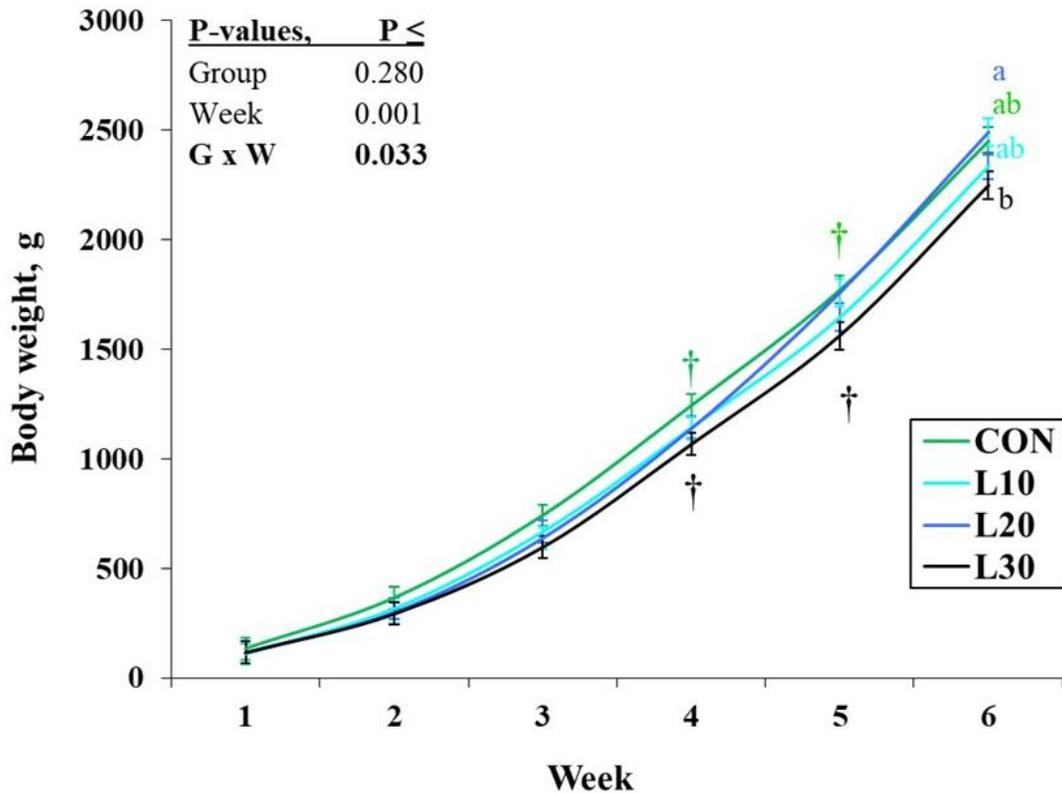 P-values, P ≤
Group 0.280
Week 0.001
G x W 0.033
3000
2500
2000
1500
1000
500
0
Body weight, g
a
ab
ab
b
†
†
†
†
CON
L10
L20
L30
1 2 3 4 5 6
Week